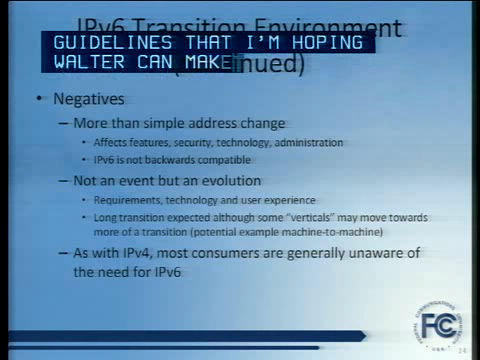 IPv6 Transition Environment
GUIDELINES THAT I'M HOPING
WALTER CAN MAKE
inued)
• Negatives
– More than simple address change
• Affects features, security, technology, administration
• IPv6 is not backwards compatible
– Not an event but an evolution
• Requirements, technology and user experience
• Long transition expected although some "verticals" may move towards
more of a transition (potential example machine-to-machine)
– As with IPv4, most consumers are generally unaware of
the need for IPv6
FCC